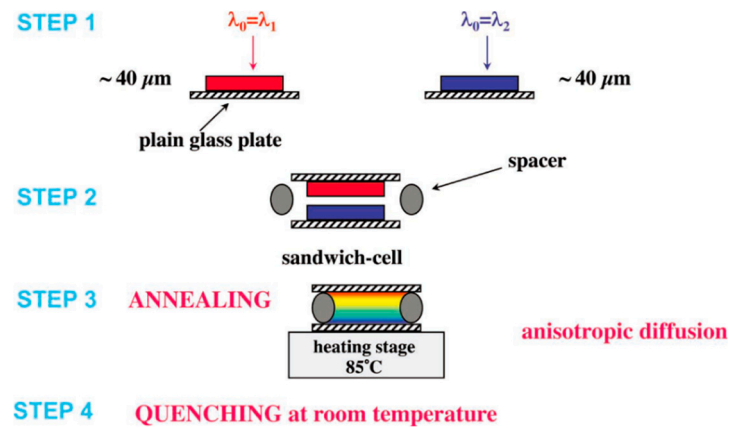 STEP 1
λ₀=λ₁
λ₀=λ₂
~ 40 µm
~ 40 µm
plain glass plate
spacer
STEP 2
sandwich-cell
STEP 3 ANNEALING
heating stage
85°C
anisotropic diffusion
STEP 4 QUENCHING at room temperature